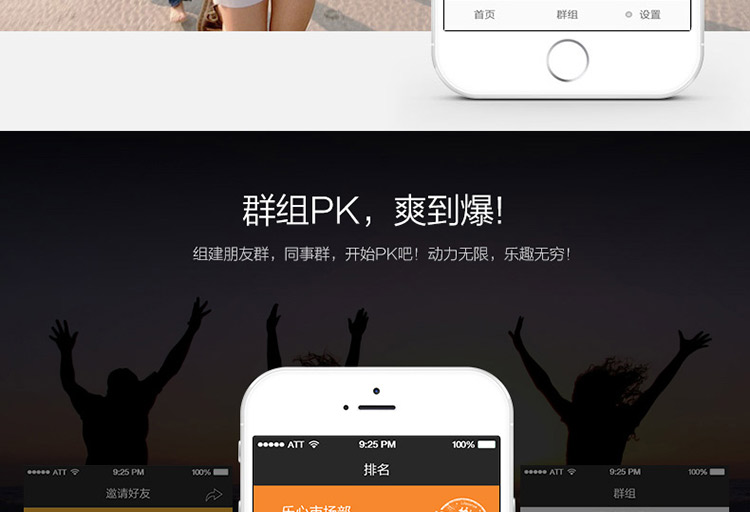 首页 群组 设置
群组PK，爽到爆!
组建朋友群，同事群，开始PK吧！动力无限，乐趣无穷！
ATT 9:25 PM 100%
排名
ATT 9:25 PM 100%
邀请好友
ATT 9:25 PM 100%
群组
乐心市场部